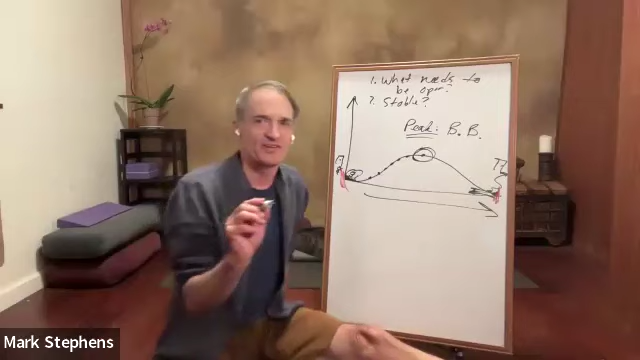 1. What needs to
be open?
2. Stable?
Peak: B.B.
Mark Stephens